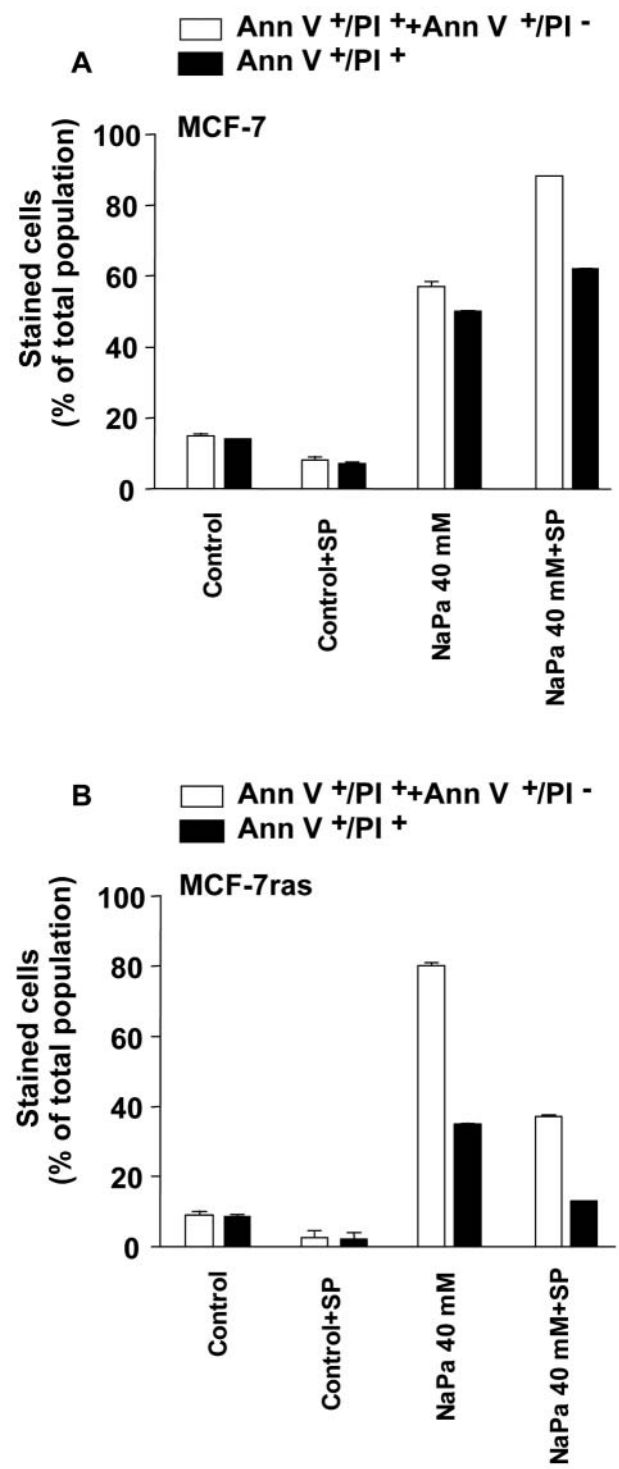 A
Ann V +/PI ++Ann V +/PI -
Ann V +/PI +
MCF-7
Stained cells
(% of total population)
100
80
60
40
20
0
Control
Control+SP
NaPa 40 mM
NaPa 40 mM+SP
B
Ann V +/PI ++Ann V +/PI -
Ann V +/PI +
MCF-7ras
Stained cells
(% of total population)
100
80
60
40
20
0
Control
Control+SP
NaPa 40 mM
NaPa 40 mM+SP